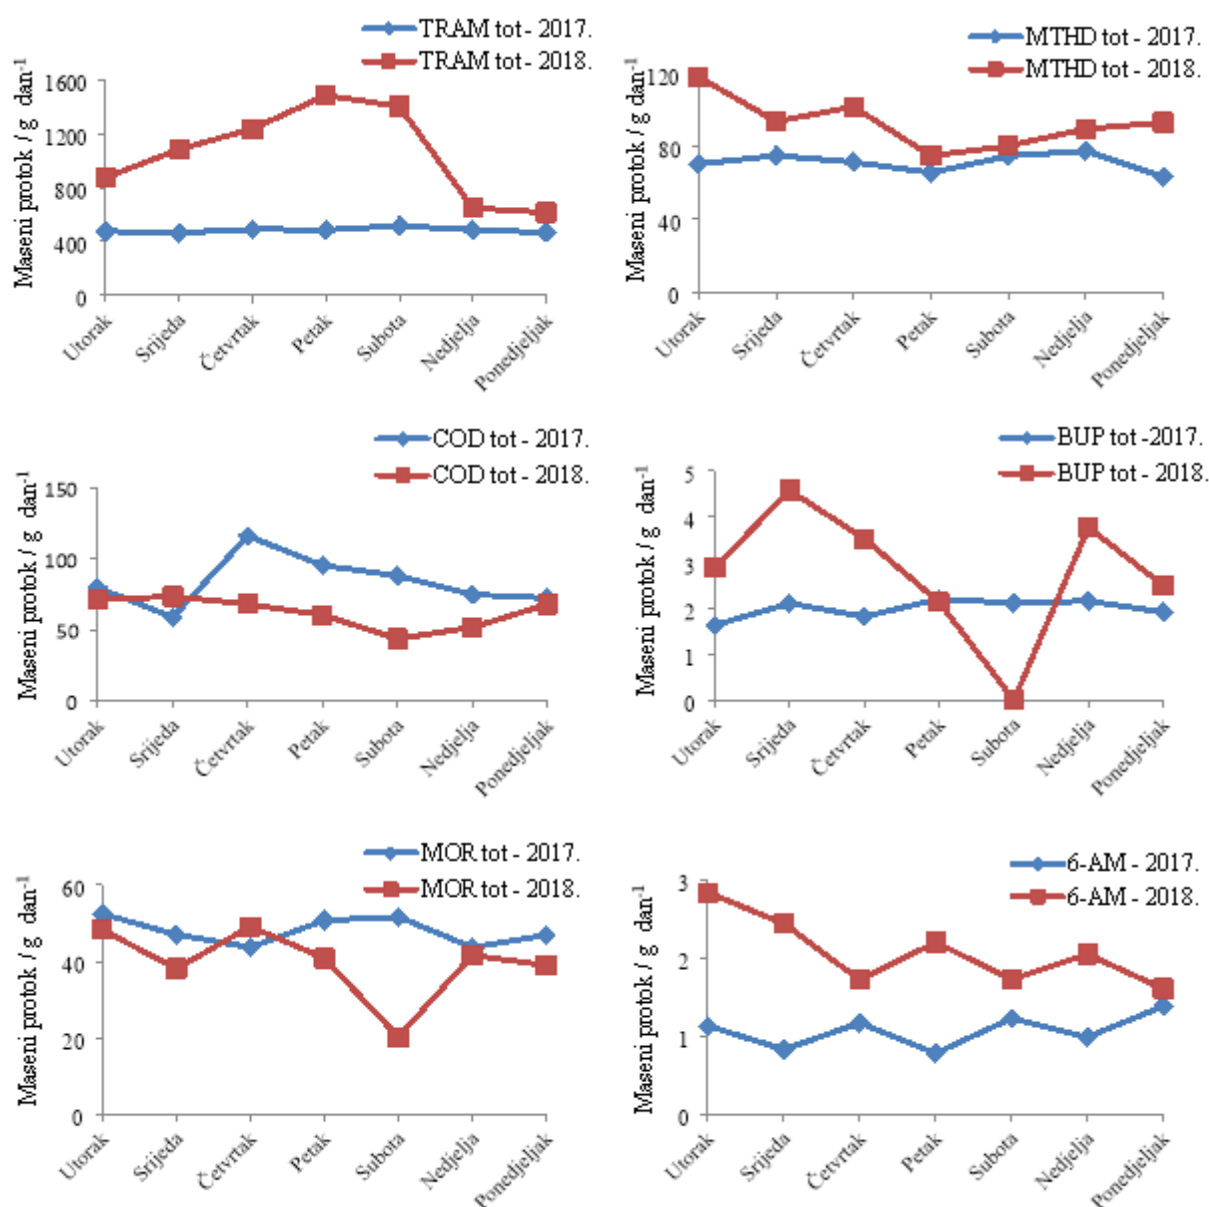 TRAM tot - 2017.
TRAM tot - 2018.
Maseni protok / g dan⁻¹
1600
1200
800
400
0
Utorak
Srijeda
Četvrtak
Petak
Subota
Nedjelja
Ponedjeljak
MTHD tot - 2017.
MTHD tot - 2018.
Maseni protok / g dan⁻¹
120
80
40
0
Utorak
Srijeda
Četvrtak
Petak
Subota
Nedjelja
Ponedjeljak
COD tot - 2017.
COD tot - 2018.
Maseni protok / g dan⁻¹
150
100
50
0
Utorak
Srijeda
Četvrtak
Petak
Subota
Nedjelja
Ponedjeljak
BUP tot -2017.
BUP tot - 2018.
Maseni protok / g dan⁻¹
5
4
3
2
1
0
Utorak
Srijeda
Četvrtak
Petak
Subota
Nedjelja
Ponedjeljak
MOR tot - 2017.
MOR tot - 2018.
Maseni protok / g dan⁻¹
60
40
20
0
Utorak
Srijeda
Četvrtak
Petak
Subota
Nedjelja
Ponedjeljak
6-AM - 2017.
6-AM - 2018.
Maseni protok / g dan⁻¹
3
2
1
0
Utorak
Srijeda
Četvrtak
Petak
Subota
Nedjelja
Ponedjeljak